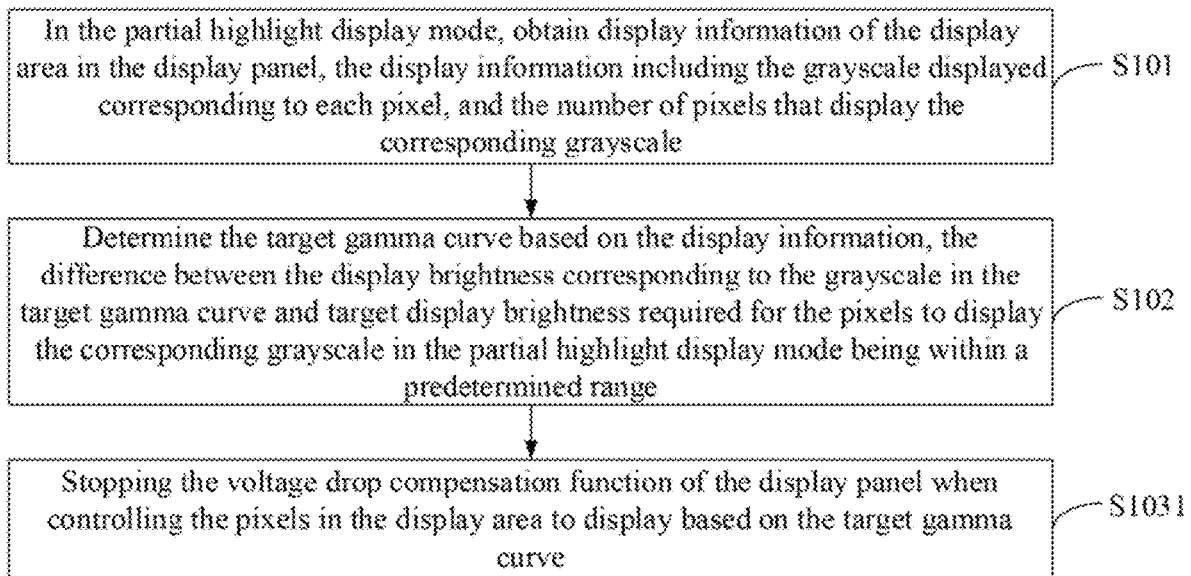 In the partial highlight display mode, obtain display information of the display
area in the display panel, the display information including the grayscale displayed
corresponding to each pixel, and the number of pixels that display the
corresponding grayscale
S101
Determine the target gamma curve based on the display information, the
difference between the display brightness corresponding to the grayscale in the
target gamma curve and target display brightness required for the pixels to display
the corresponding grayscale in the partial highlight display mode being within a
predetermined range
S102
Stopping the voltage drop compensation function of the display panel when
controlling the pixels in the display area to display based on the target gamma
curve
S1031